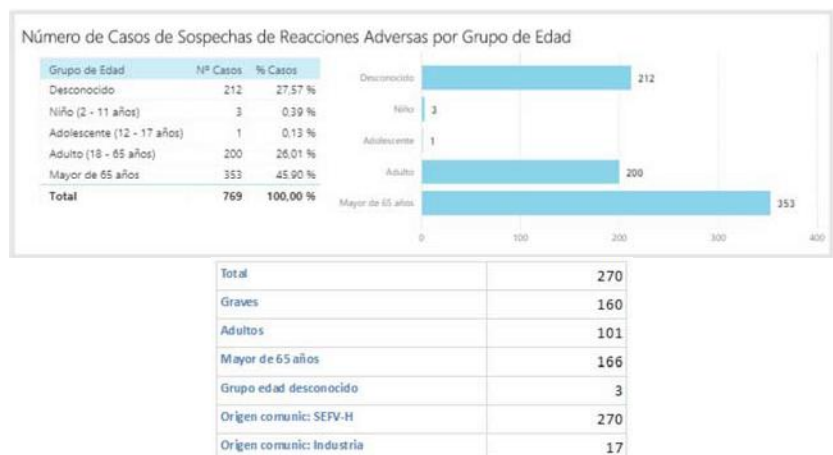 Número de Casos de Sospechas de Reacciones Adversas por Grupo de Edad
Grupo de Edad Nº Casos % Casos
Desconocido 212 27,57 %
Niño (2 - 11 años) 3 0,39 %
Adolescente (12 - 17 años) 1 0,13 %
Adulto (18 - 65 años) 200 26,01 %
Mayor de 65 años 353 45,90 %
Total 769 100,00 %
Desconocido 212
Niño 3
Adolescente 1
Adulto 200
Mayor de 65 años 353
0 100 200 300 400
Total 270
Graves 160
Adultos 101
Mayor de 65 años 166
Grupo edad desconocido 3
Origen comunic: SEFV-H 270
Origen comunic: Industria 17